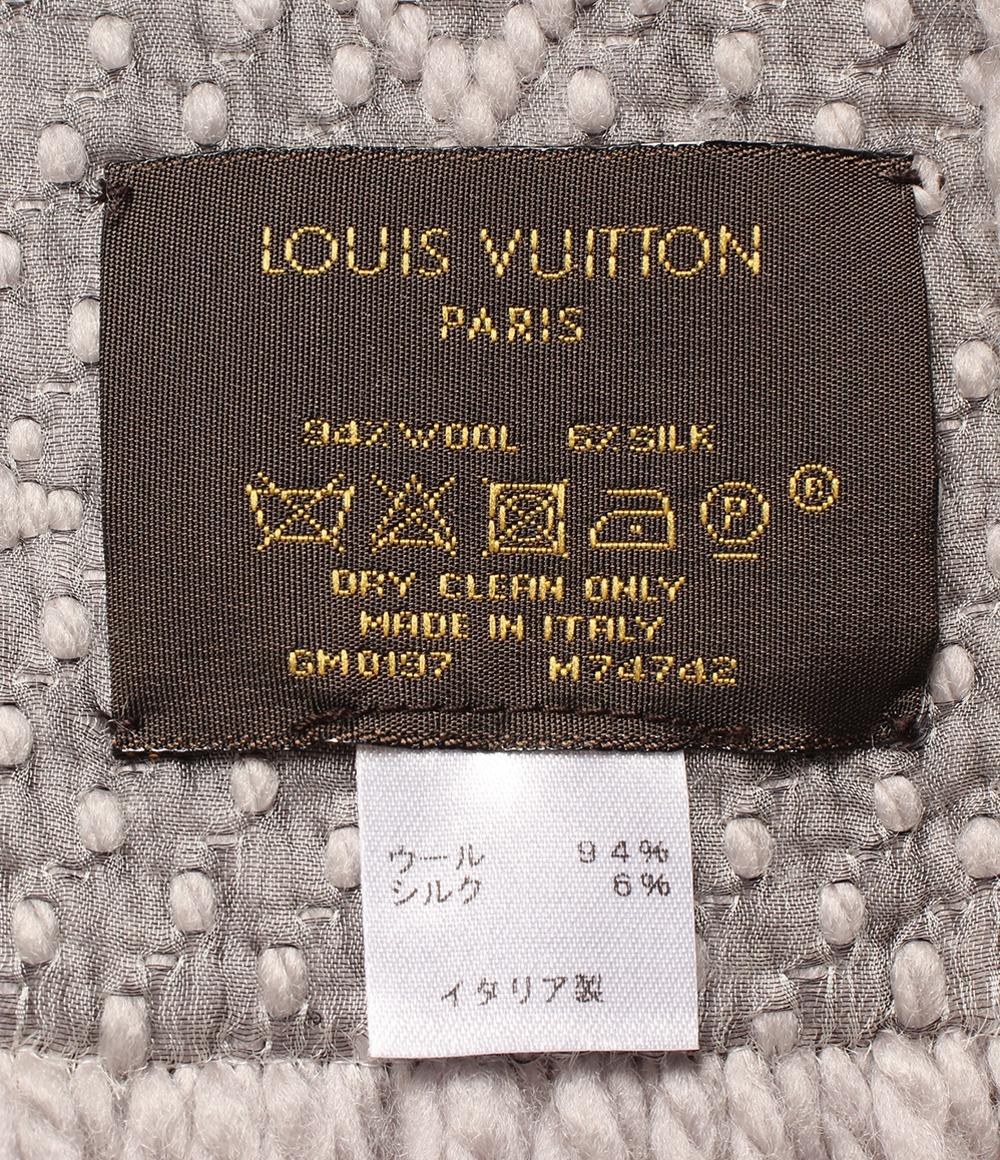 LOUIS VUITTON
PARIS
94% WOOL 6% SILK
P ®
DRY CLEAN ONLY
MADE IN ITALY
GM0197 M74742
ウール 94%
シルク 6%
イタリア製